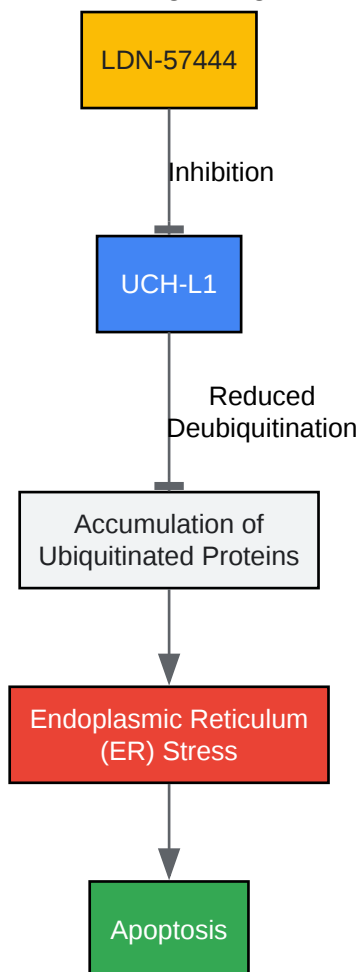 LDN-57444
Inhibition
UCH-L1
Reduced
Deubiquitination
Accumulation of
Ubiquitinated Proteins
Endoplasmic Reticulum
(ER) Stress
Apoptosis